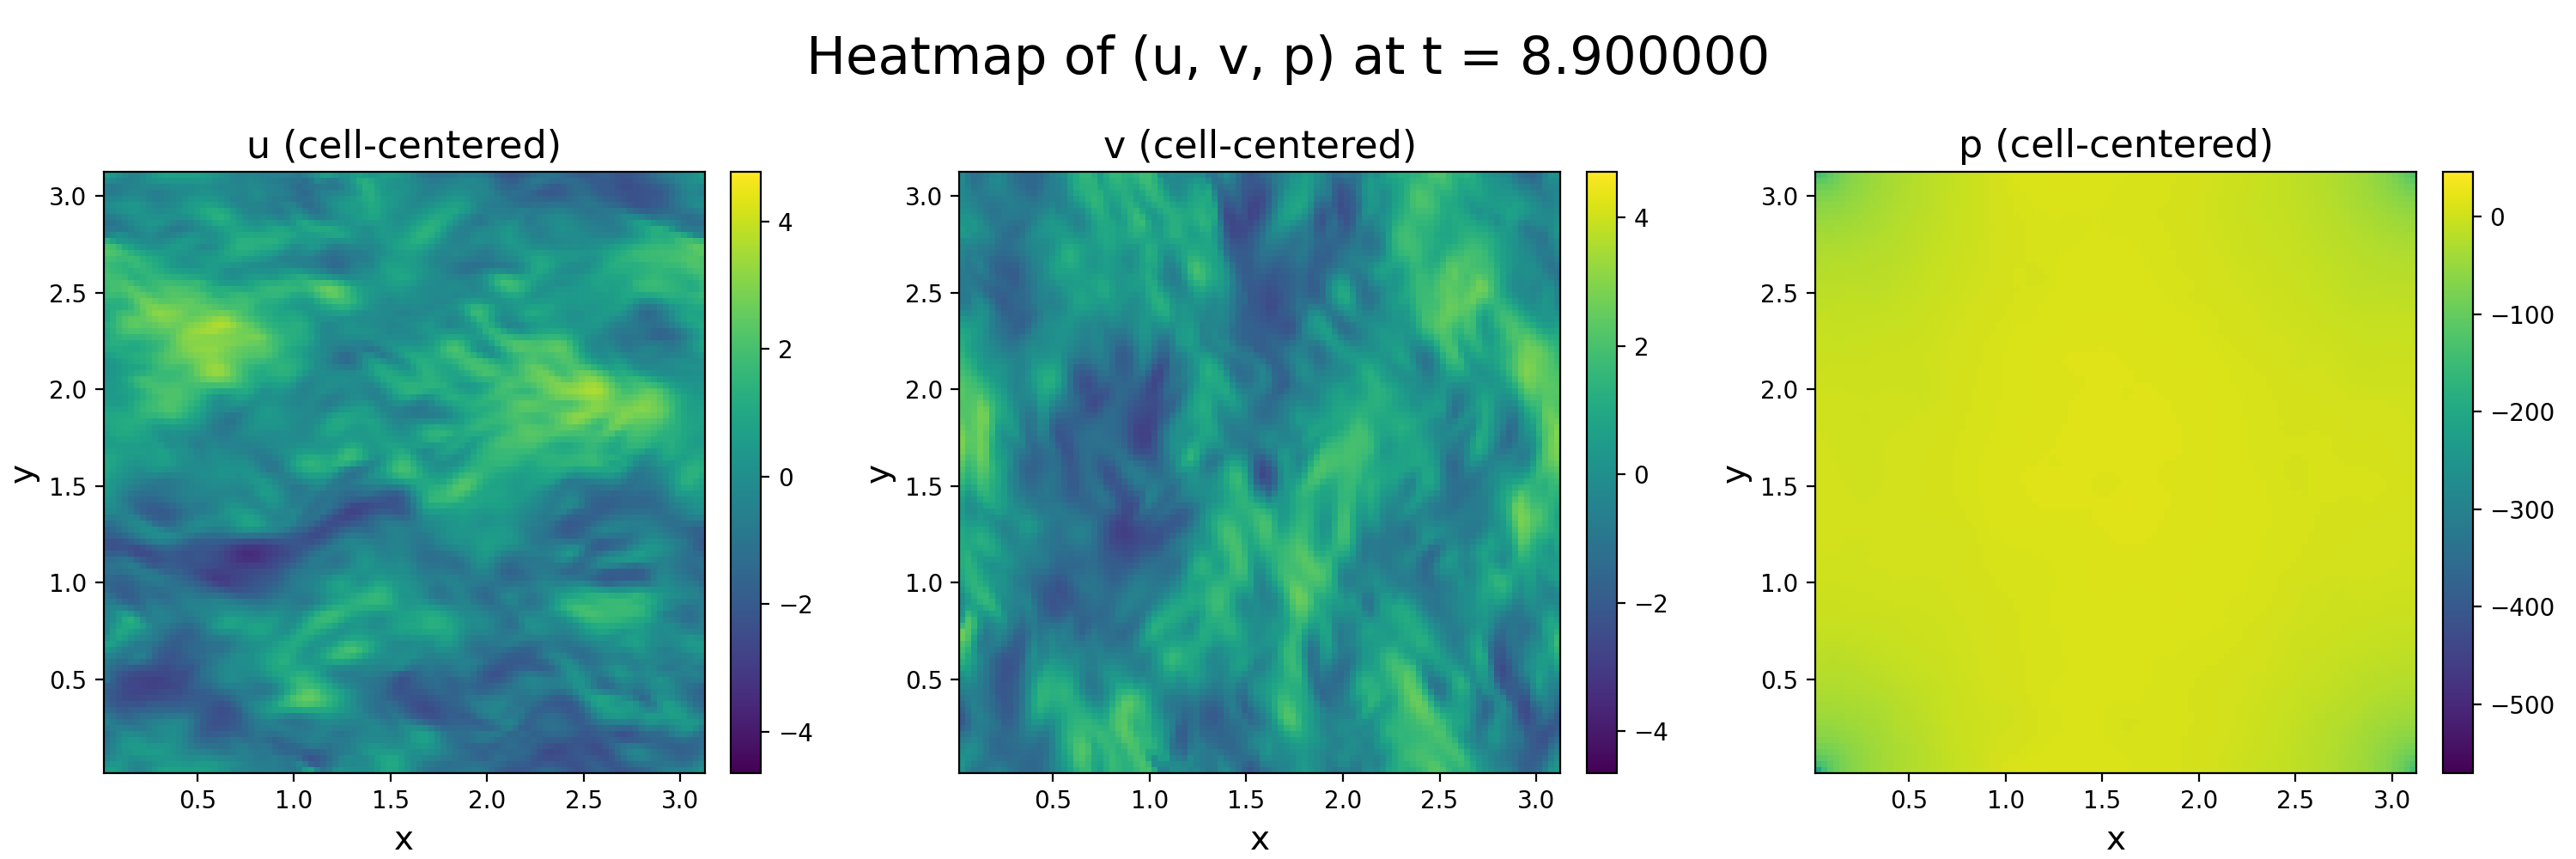 Heatmap of (u, v, p) at t = 8.900000
u (cell-centered)
3.0
2.5
2.0
1.5
1.0
0.5
y
0.5 1.0 1.5 2.0 2.5 3.0
x
4
2
0
−2
−4
v (cell-centered)
3.0
2.5
2.0
1.5
1.0
0.5
y
0.5 1.0 1.5 2.0 2.5 3.0
x
4
2
0
−2
−4
p (cell-centered)
3.0
2.5
2.0
1.5
1.0
0.5
y
0.5 1.0 1.5 2.0 2.5 3.0
x
0
−100
−200
−300
−400
−500